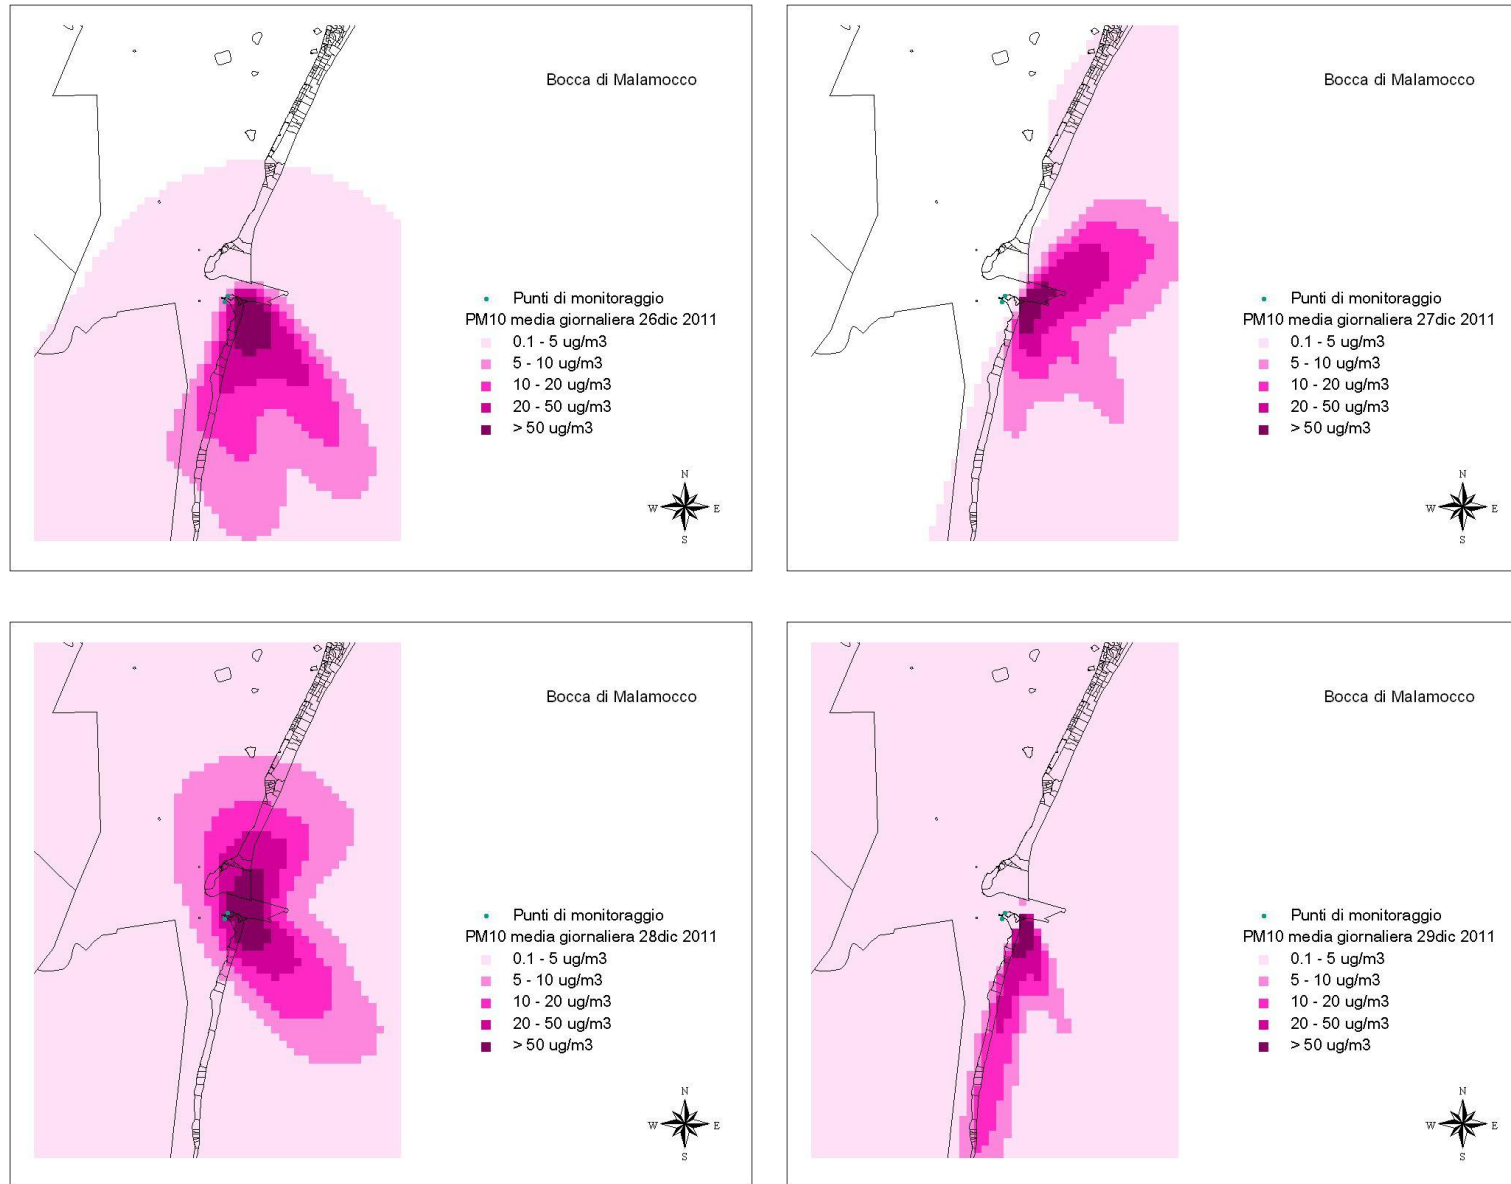 Bocca di Malamocco
Punti di monitoraggio
PM10 media giornaliera 26dic 2011
0.1 - 5 ug/m3
5 - 10 ug/m3
10 - 20 ug/m3
20 - 50 ug/m3
> 50 ug/m3
N
W E
S
Bocca di Malamocco
Punti di monitoraggio
PM10 media giornaliera 27dic 2011
0.1 - 5 ug/m3
5 - 10 ug/m3
10 - 20 ug/m3
20 - 50 ug/m3
> 50 ug/m3
N
W E
S
Bocca di Malamocco
Punti di monitoraggio
PM10 media giornaliera 28dic 2011
0.1 - 5 ug/m3
5 - 10 ug/m3
10 - 20 ug/m3
20 - 50 ug/m3
> 50 ug/m3
N
W E
S
Bocca di Malamocco
Punti di monitoraggio
PM10 media giornaliera 29dic 2011
0.1 - 5 ug/m3
5 - 10 ug/m3
10 - 20 ug/m3
20 - 50 ug/m3
> 50 ug/m3
N
W E
S